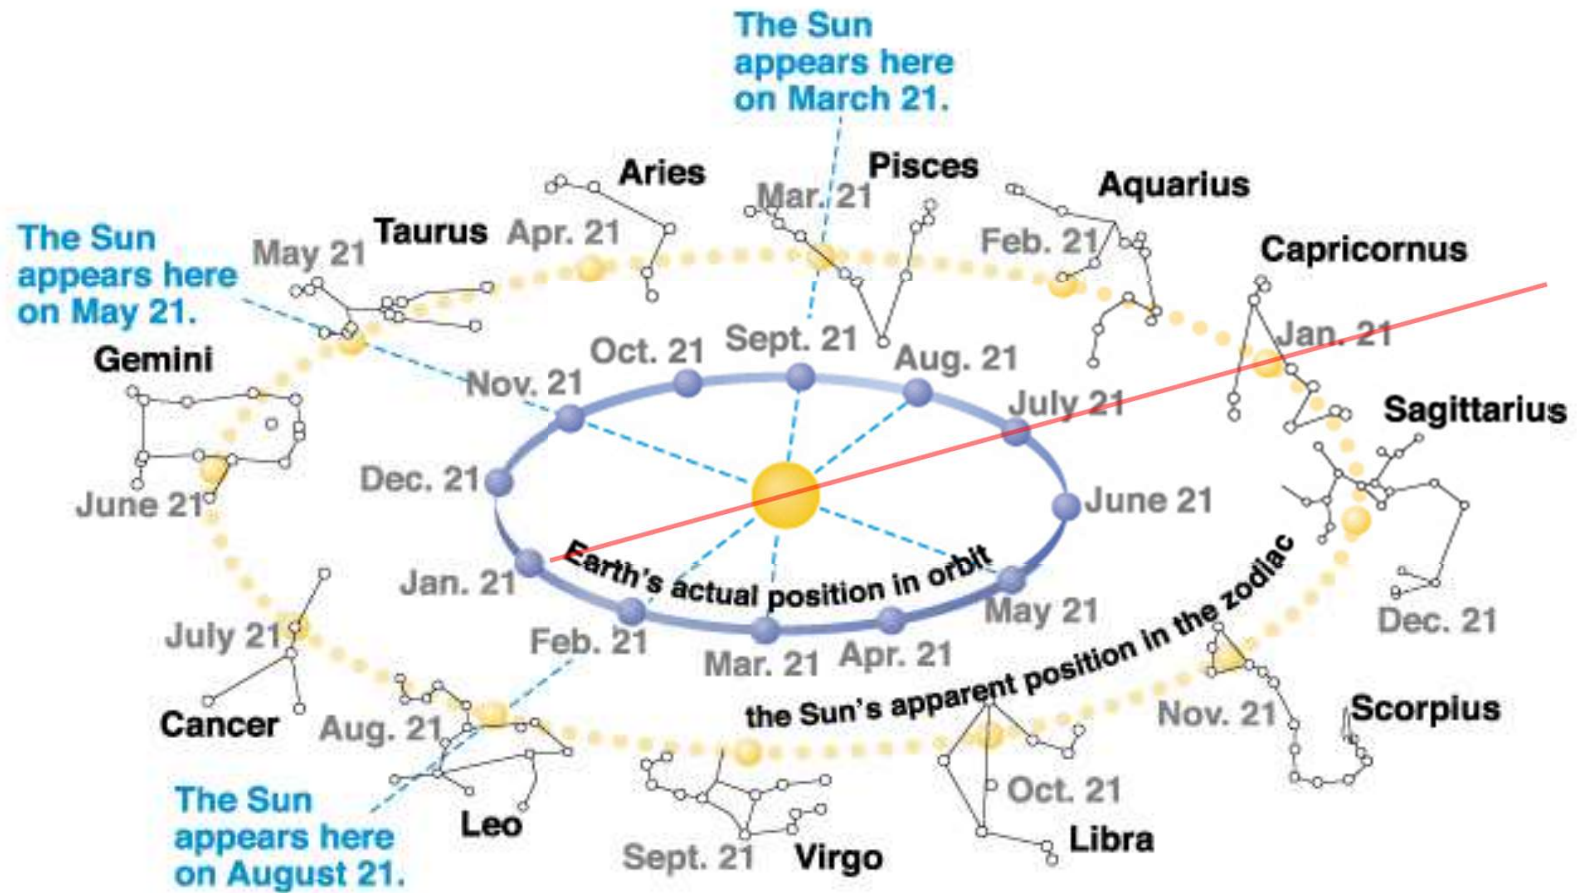 The Sun
appears here
on March 21.
Aries
Pisces
Mar. 21
Aquarius
Taurus
Apr. 21
The Sun
appears here
on May 21.
May 21
Feb. 21
Capricornus
Jan. 21
Gemini
Oct. 21
Sept. 21
Aug. 21
Nov. 21
July 21
Sagittarius
Dec. 21
June 21
June 21
Earth's actual position in orbit
Jan. 21
May 21
Dec. 21
July 21
Feb. 21
Mar. 21
Apr. 21
the Sun's apparent position in the zodiac
Cancer
Aug. 21
Nov. 21
Scorpius
The Sun
appears here
on August 21.
Leo
Oct. 21
Libra
Sept. 21
Virgo